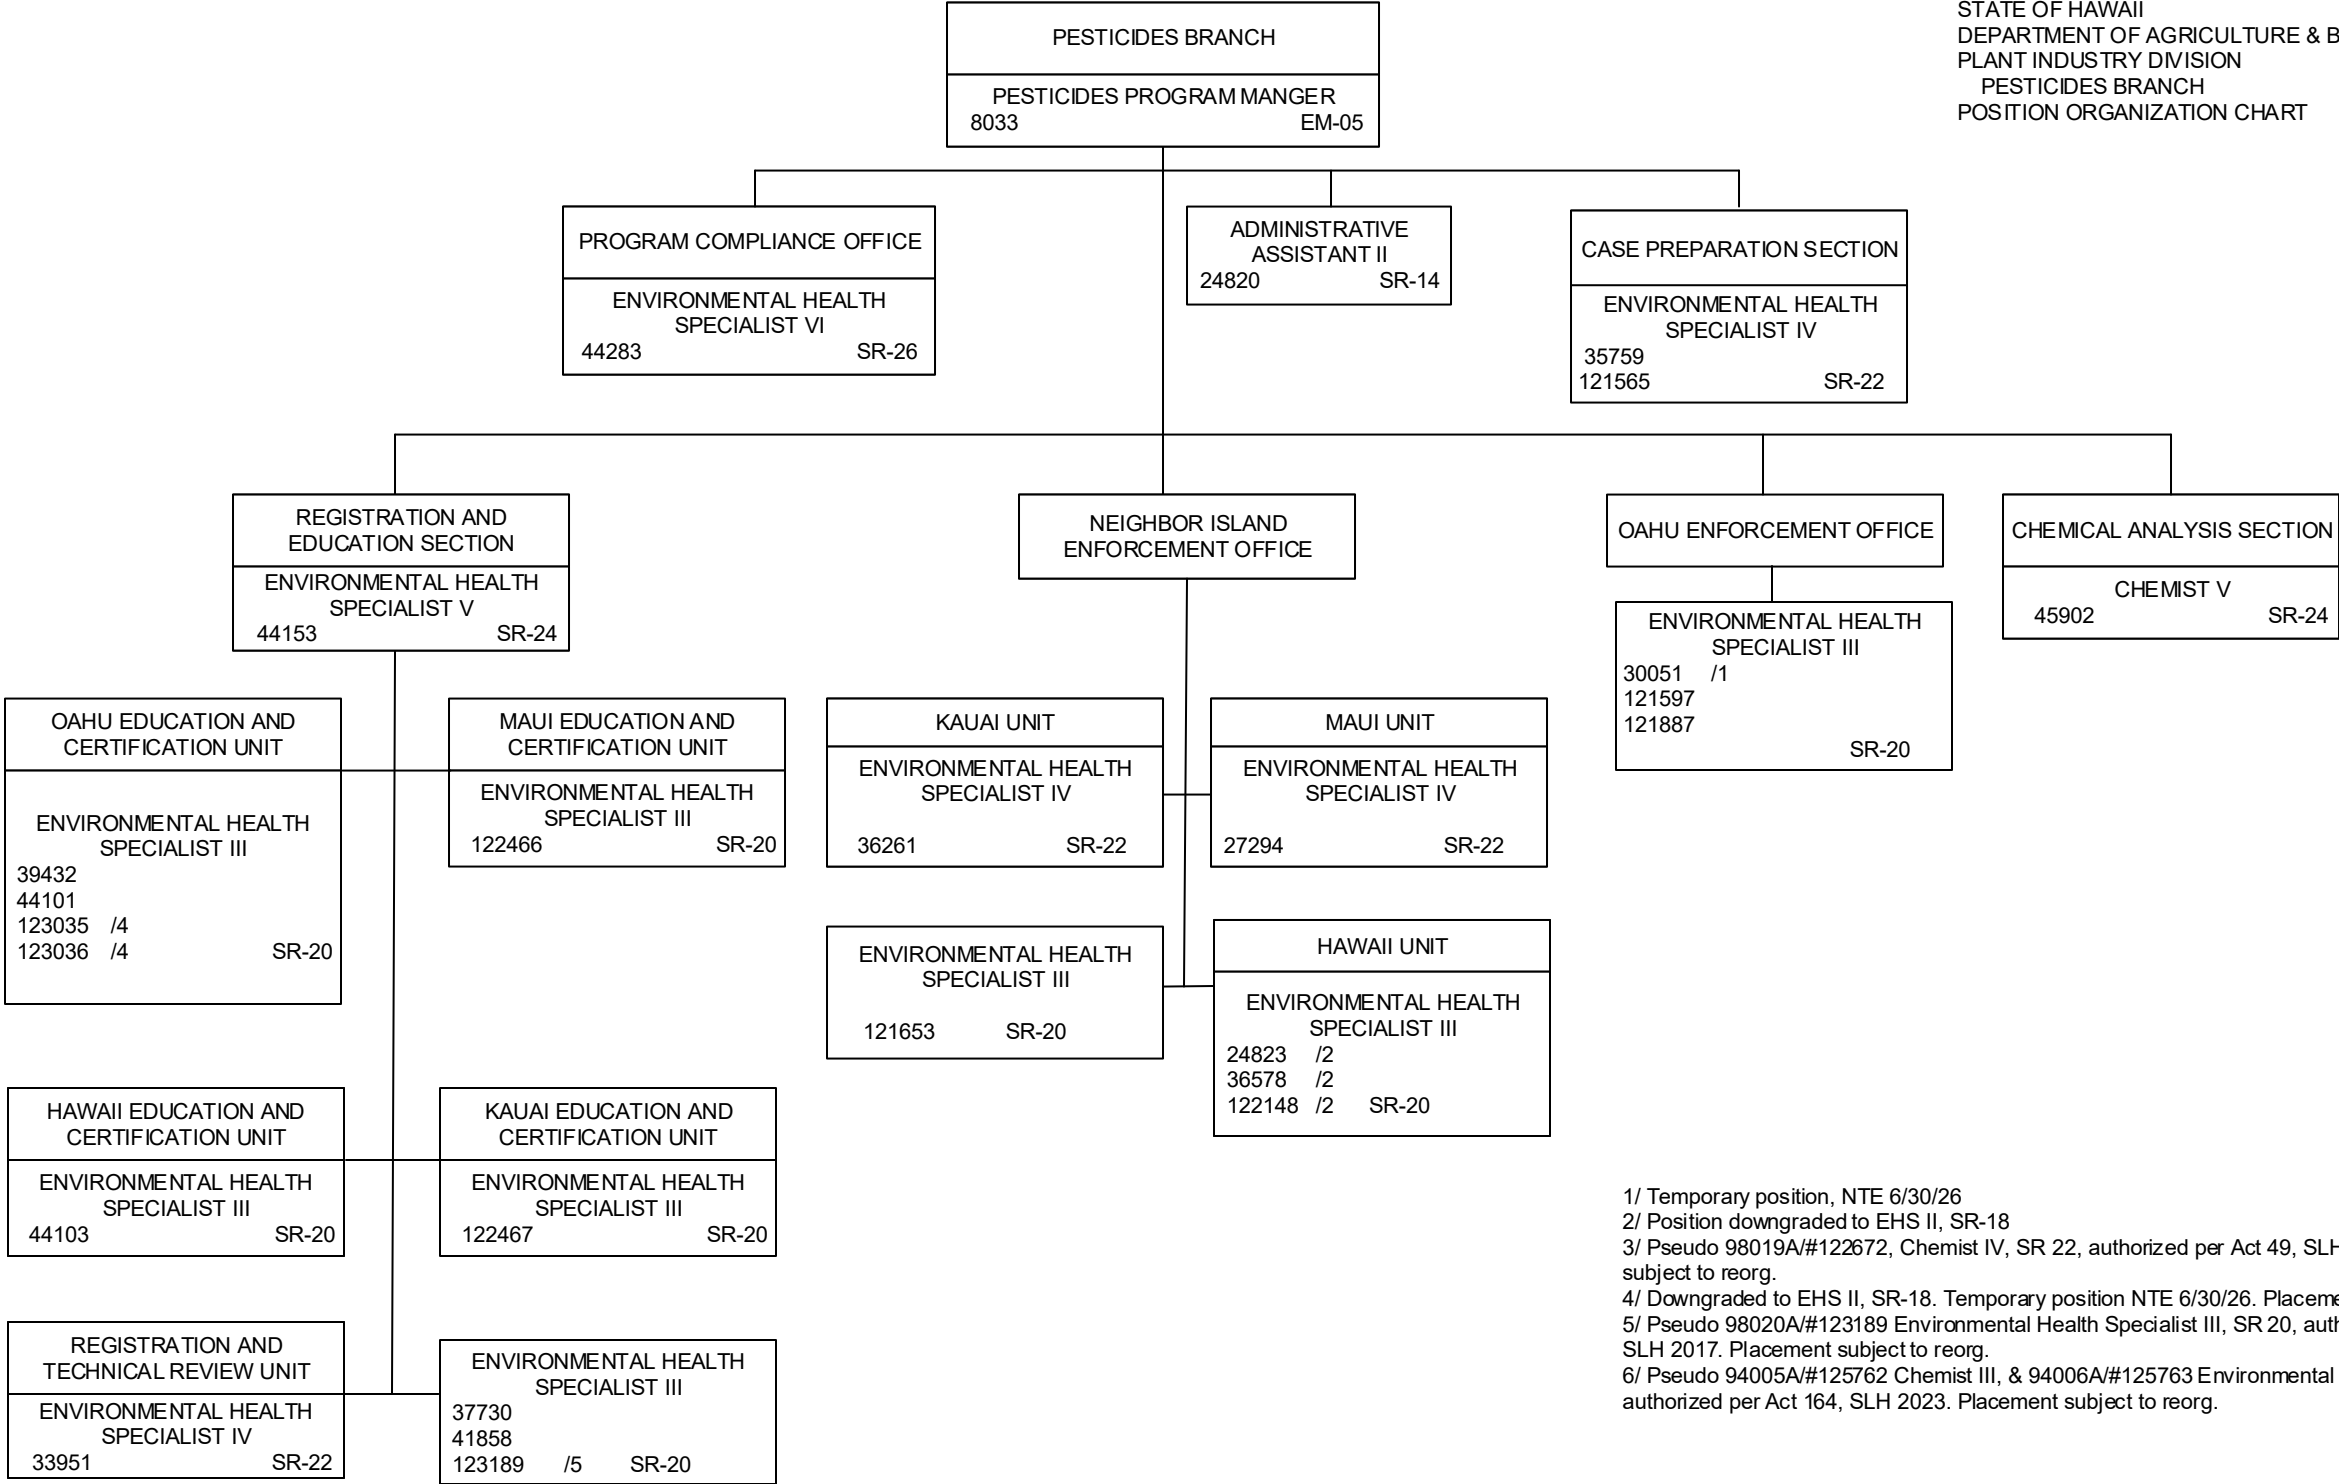 STATE OF HAWAII
DEPARTMENT OF AGRICULTURE & B
PLANT INDUSTRY DIVISION
PESTICIDES BRANCH
POSITION ORGANIZATION CHART
PESTICIDES BRANCH
PESTICIDES PROGRAM MANGER
8033 EM-05
PROGRAM COMPLIANCE OFFICE
ENVIRONMENTAL HEALTH
SPECIALIST VI
44283 SR-26
ADMINISTRATIVE
ASSISTANT II
24820 SR-14
CASE PREPARATION SECTION
ENVIRONMENTAL HEALTH
SPECIALIST IV
35759
121565 SR-22
REGISTRATION AND
EDUCATION SECTION
ENVIRONMENTAL HEALTH
SPECIALIST V
44153 SR-24
NEIGHBOR ISLAND
ENFORCEMENT OFFICE
OAHU ENFORCEMENT OFFICE
ENVIRONMENTAL HEALTH
SPECIALIST III
30051 /1
121597
121887
SR-20
CHEMICAL ANALYSIS SECTION
CHEMIST V
45902 SR-24
OAHU EDUCATION AND
CERTIFICATION UNIT
ENVIRONMENTAL HEALTH
SPECIALIST III
39432
44101
123035 /4
123036 /4 SR-20
MAUI EDUCATION AND
CERTIFICATION UNIT
ENVIRONMENTAL HEALTH
SPECIALIST III
122466 SR-20
KAUAI UNIT
ENVIRONMENTAL HEALTH
SPECIALIST IV
36261 SR-22
MAUI UNIT
ENVIRONMENTAL HEALTH
SPECIALIST IV
27294 SR-22
ENVIRONMENTAL HEALTH
SPECIALIST III
121653 SR-20
HAWAII UNIT
ENVIRONMENTAL HEALTH
SPECIALIST III
24823 /2
36578 /2
122148 /2 SR-20
HAWAII EDUCATION AND
CERTIFICATION UNIT
ENVIRONMENTAL HEALTH
SPECIALIST III
44103 SR-20
KAUAI EDUCATION AND
CERTIFICATION UNIT
ENVIRONMENTAL HEALTH
SPECIALIST III
122467 SR-20
REGISTRATION AND
TECHNICAL REVIEW UNIT
ENVIRONMENTAL HEALTH
SPECIALIST IV
33951 SR-22
ENVIRONMENTAL HEALTH
SPECIALIST III
37730
41858
123189 /5 SR-20
1/ Temporary position, NTE 6/30/26
2/ Position downgraded to EHS II, SR-18
3/ Pseudo 98019A/#122672, Chemist IV, SR 22, authorized per Act 49, SLH
subject to reorg.
4/ Downgraded to EHS II, SR-18. Temporary position NTE 6/30/26. Placeme
5/ Pseudo 98020A/#123189 Environmental Health Specialist III, SR 20, auth
SLH 2017. Placement subject to reorg.
6/ Pseudo 94005A/#125762 Chemist III, & 94006A/#125763 Environmental
authorized per Act 164, SLH 2023. Placement subject to reorg.